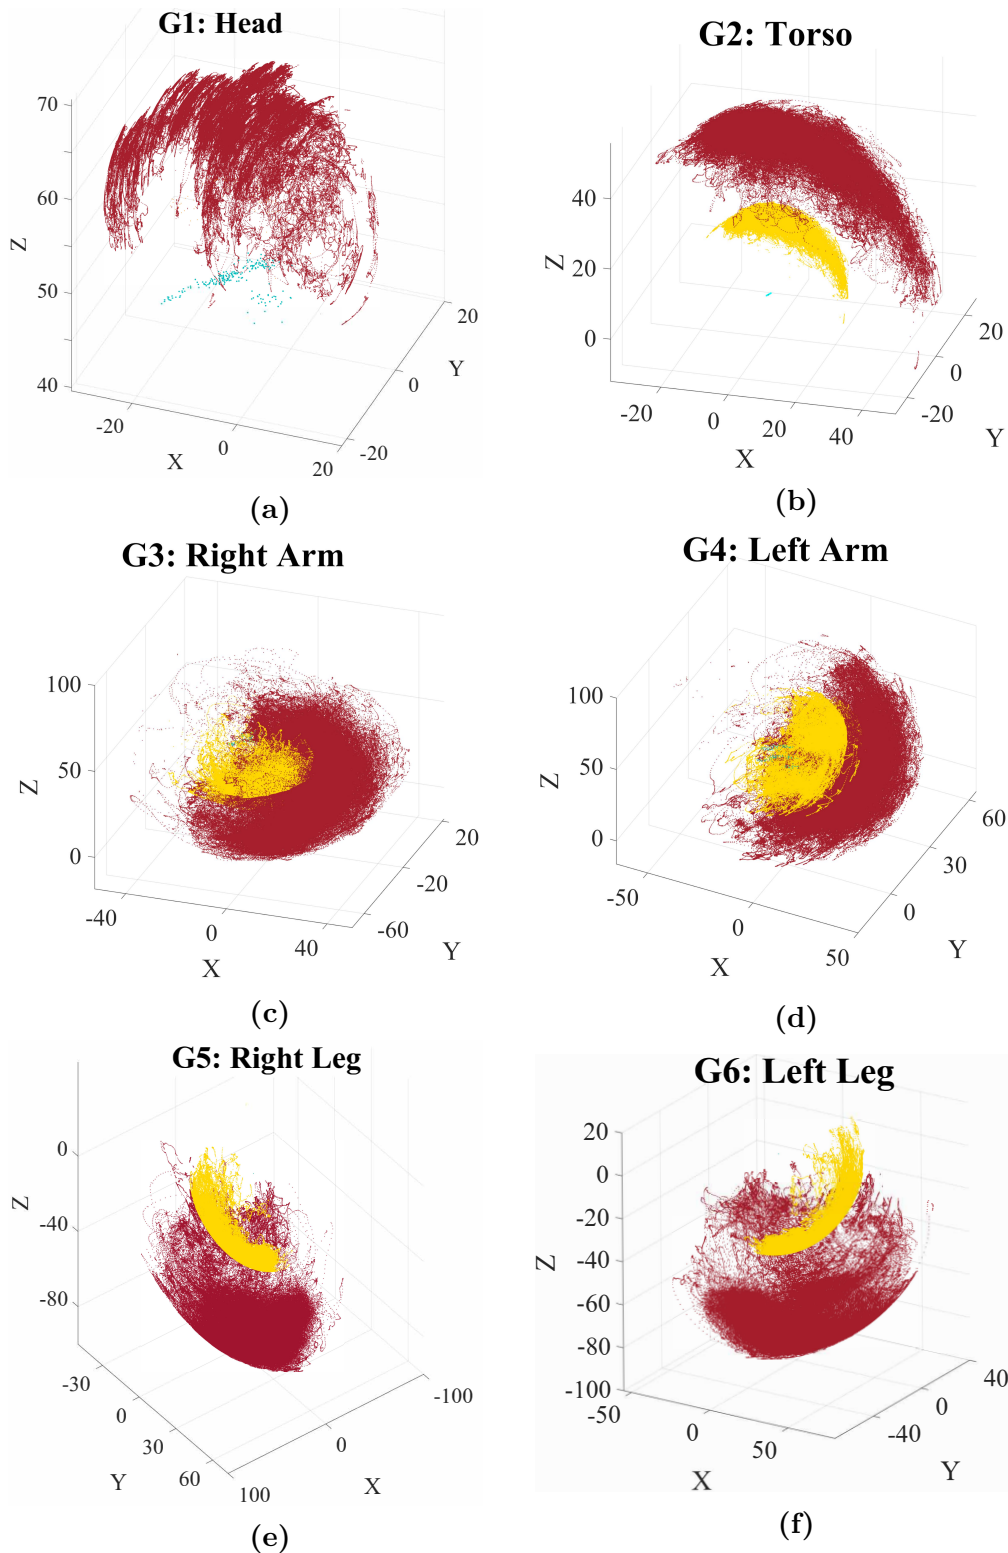 G1: Head
70
60
50
40
Z
-20
0
20
X
-20
0
20
Y
(a)
G2: Torso
40
20
0
Z
-20
0
20
40
X
-20
0
20
Y
(b)
G3: Right Arm
100
50
0
Z
-40
0
40
X
-60
-20
20
Y
(c)
G4: Left Arm
100
50
0
Z
-50
0
50
X
0
30
60
Y
(d)
G5: Right Leg
0
-40
-80
Z
-30
0
30
60
Y
100
0
-100
X
(e)
G6: Left Leg
20
0
-20
-40
-60
-80
-100
Z
-50
0
50
X
-40
0
40
Y
(f)